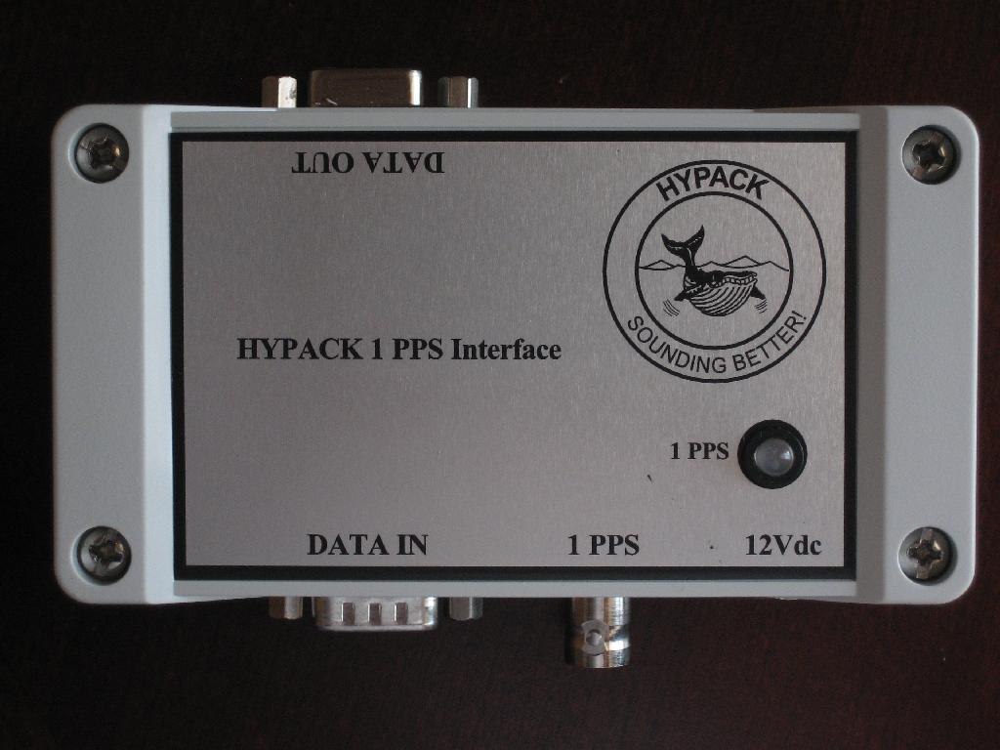 DATA OUT
HYPACK
SOUNDING BETTER!
HYPACK 1 PPS Interface
1 PPS
DATA IN
1 PPS
12Vdc